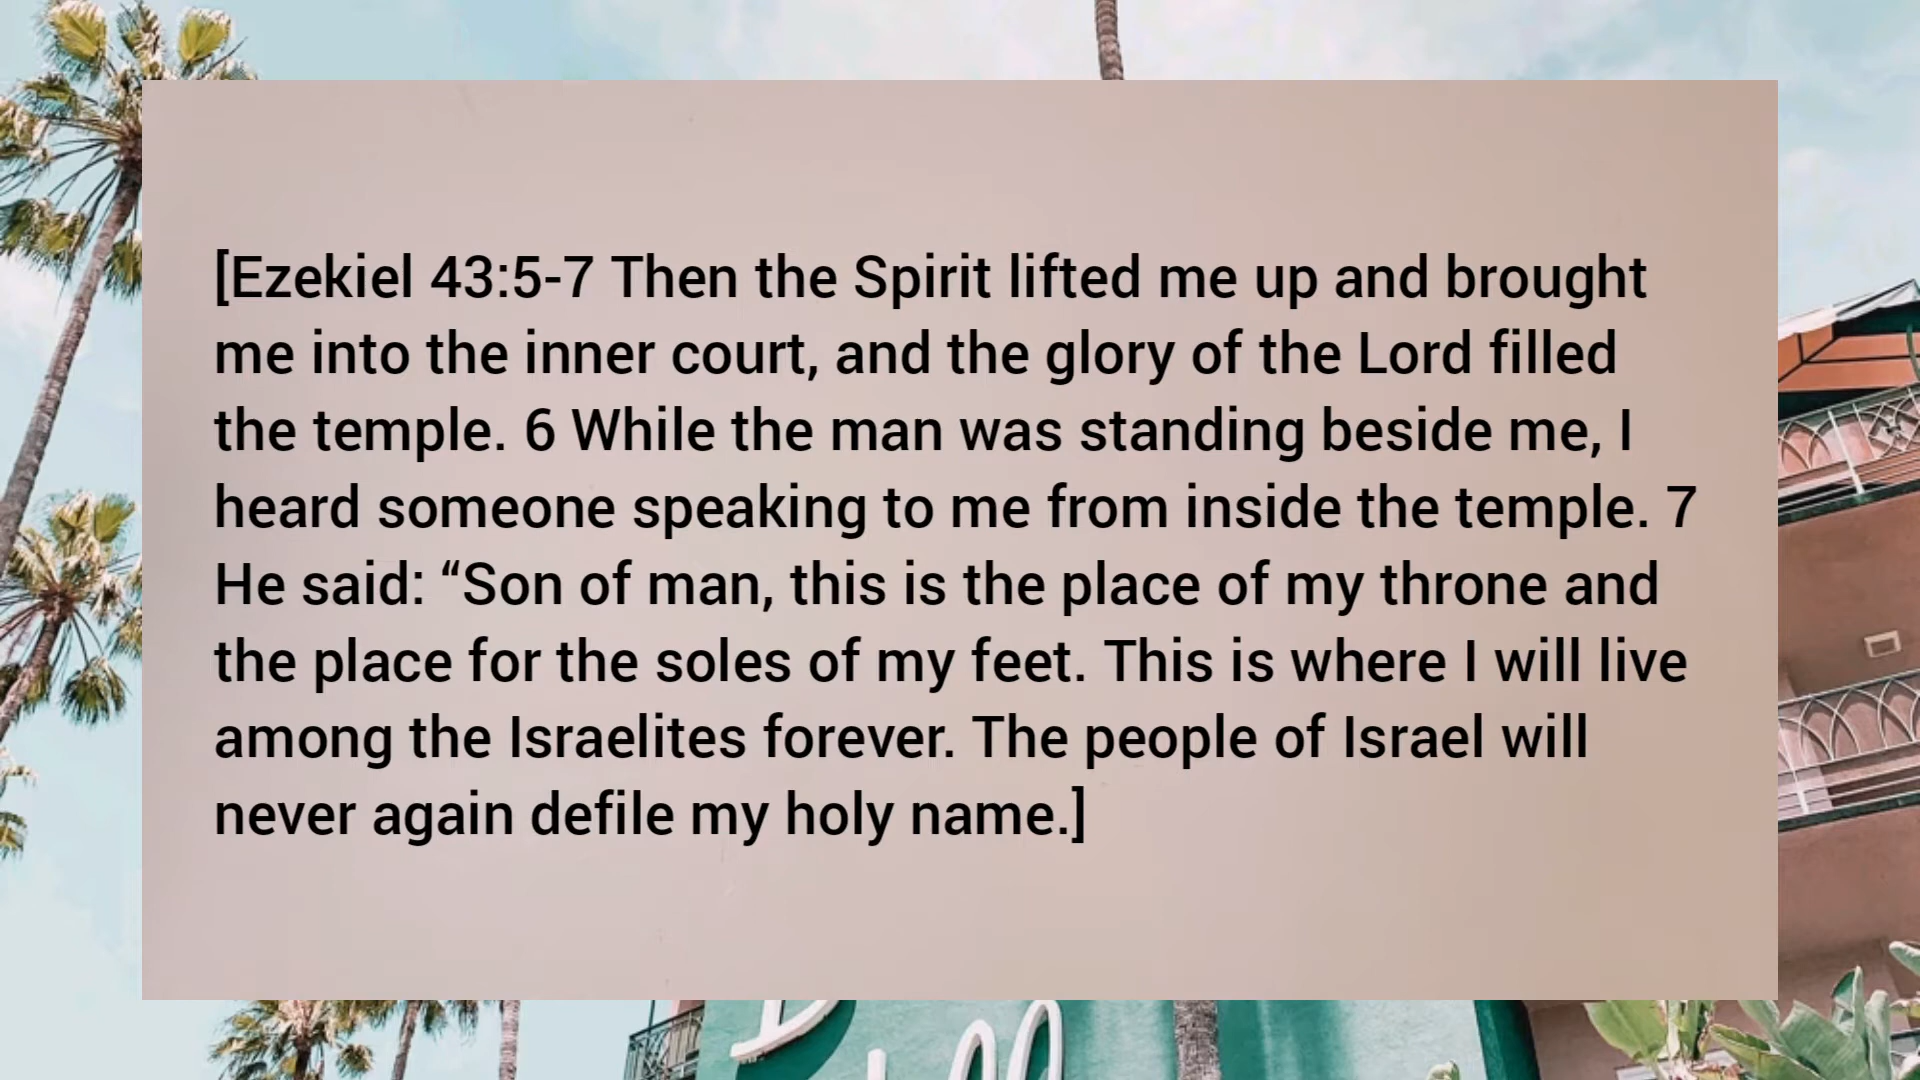 [Ezekiel 43:5-7 Then the Spirit lifted me up and brought
me into the inner court, and the glory of the Lord filled
the temple. 6 While the man was standing beside me, I
heard someone speaking to me from inside the temple. 7
He said: “Son of man, this is the place of my throne and
the place for the soles of my feet. This is where I will live
among the Israelites forever. The people of Israel will
never again defile my holy name.]